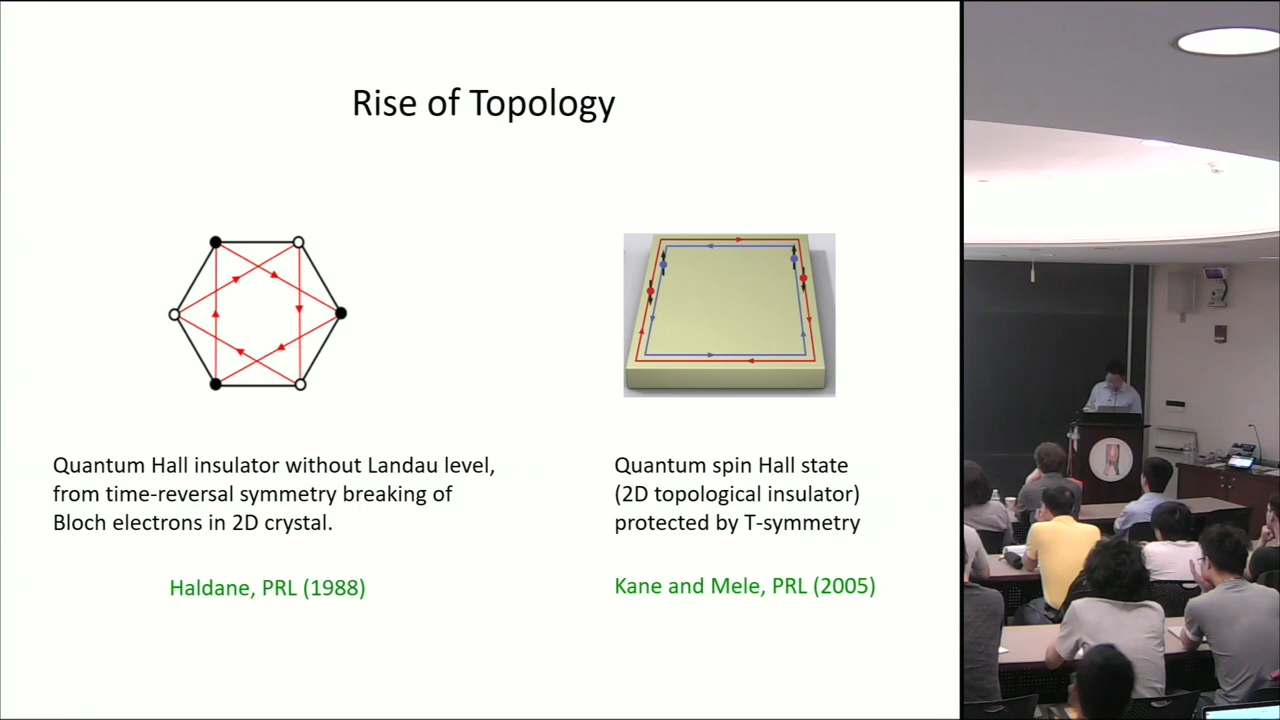 Rise of Topology
Quantum Hall insulator without Landau level,
from time-reversal symmetry breaking of
Bloch electrons in 2D crystal.
Haldane, PRL (1988)
Quantum spin Hall state
(2D topological insulator)
protected by T-symmetry
Kane and Mele, PRL (2005)